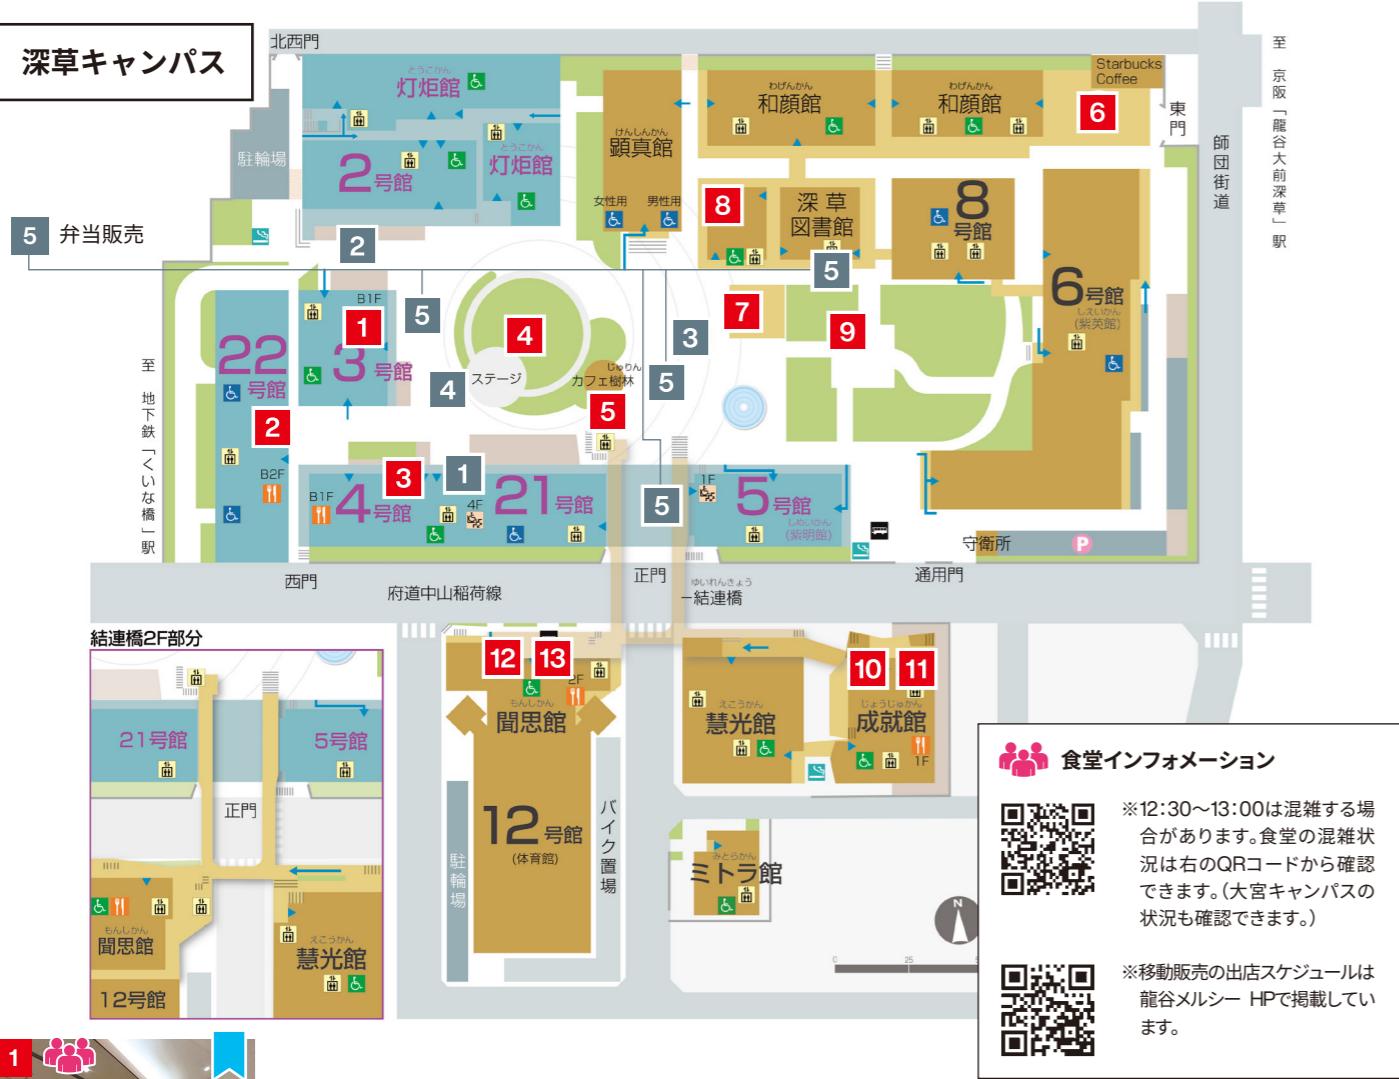 深草キャンパス
北西門
とうこかん
灯炬館
わげんかん
和顔館
わげんかん
和顔館
Starbucks
Coffee
6
東門
至 京阪「龍谷大前深草」駅
師団街道
けんしんかん
顕真館
駐輪場
2号館
とうこかん
灯炬館
女性用
男性用
8
深草
図書館
8
号館
5
弁当販売
2
5
6号館
しえいかん
(紫英館)
B1F
1
5
4
7
9
3
22
号館
3号館
4
ステージ
じゅりん
カフェ樹林
5
5
至 地下鉄「くいな橋」駅
2
B2F
3
1
B1F
4号館
4F
21号館
5
1F
5号館
しめいかん
(紫明館)
守衛所
P
西門
府道中山稲荷線
正門
ゆいれんきょう
結連橋
通用門
結連橋2F部分
12
13
10
11
2F
もんしかん
聞思館
えこうかん
慧光館
じょうじゅかん
成就館
1F
21号館
5号館
正門
12号館
(体育館)
バイク置場
駐輪場
みとらかん
ミトラ館
もんしかん
聞思館
えこうかん
慧光館
12号館
N
0
25
食堂インフォメーション
※12:30〜13:00は混雑する場
合があります。食堂の混雑状
況は右のQRコードから確認
できます。(大宮キャンパスの
状況も確認できます。)
※移動販売の出店スケジュールは
龍谷メルシー HPで掲載してい
ます。
1